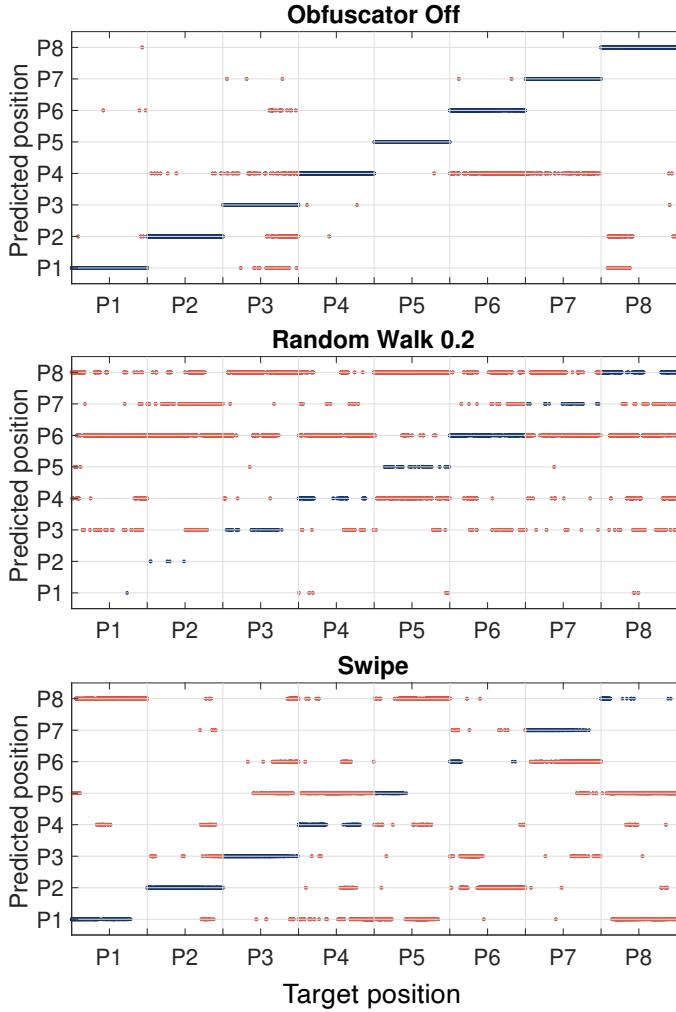 Obfuscator Off
Predicted position
P8
P7
P6
P5
P4
P3
P2
P1
P1 P2 P3 P4 P5 P6 P7 P8
Random Walk 0.2
Predicted position
P8
P7
P6
P5
P4
P3
P2
P1
P1 P2 P3 P4 P5 P6 P7 P8
Swipe
Predicted position
P8
P7
P6
P5
P4
P3
P2
P1
P1 P2 P3 P4 P5 P6 P7 P8
Target position